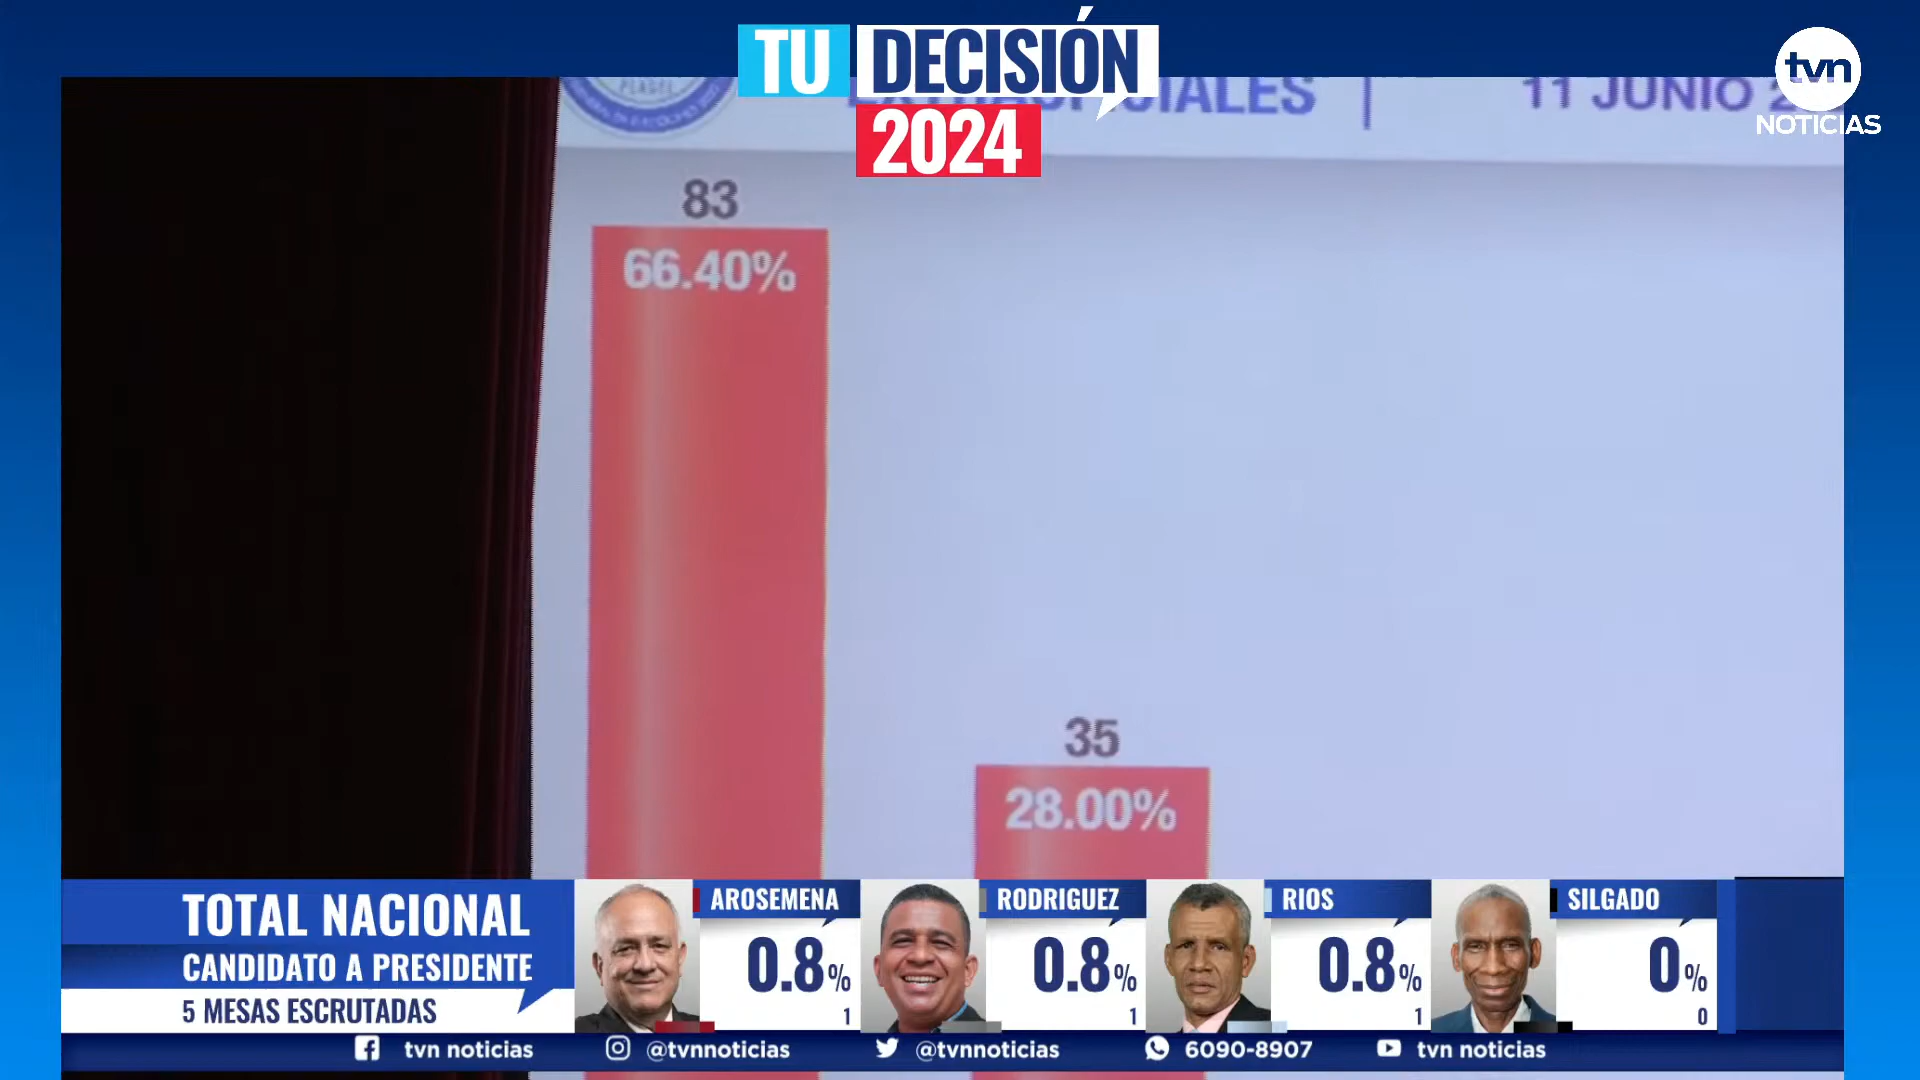 TU DECISIÓN
2024
tvn
NOTICIAS
11 JUNIO
83
66.40%
35
28.00%
TOTAL NACIONAL
CANDIDATO A PRESIDENTE
5 MESAS ESCRUTADAS
AROSEMENA
0.8%
1
RODRIGUEZ
0.8%
1
RIOS
0.8%
1
SILGADO
0%
0
tvn noticias
@tvnnoticias
@tvnnoticias
6090-8907
tvn noticias